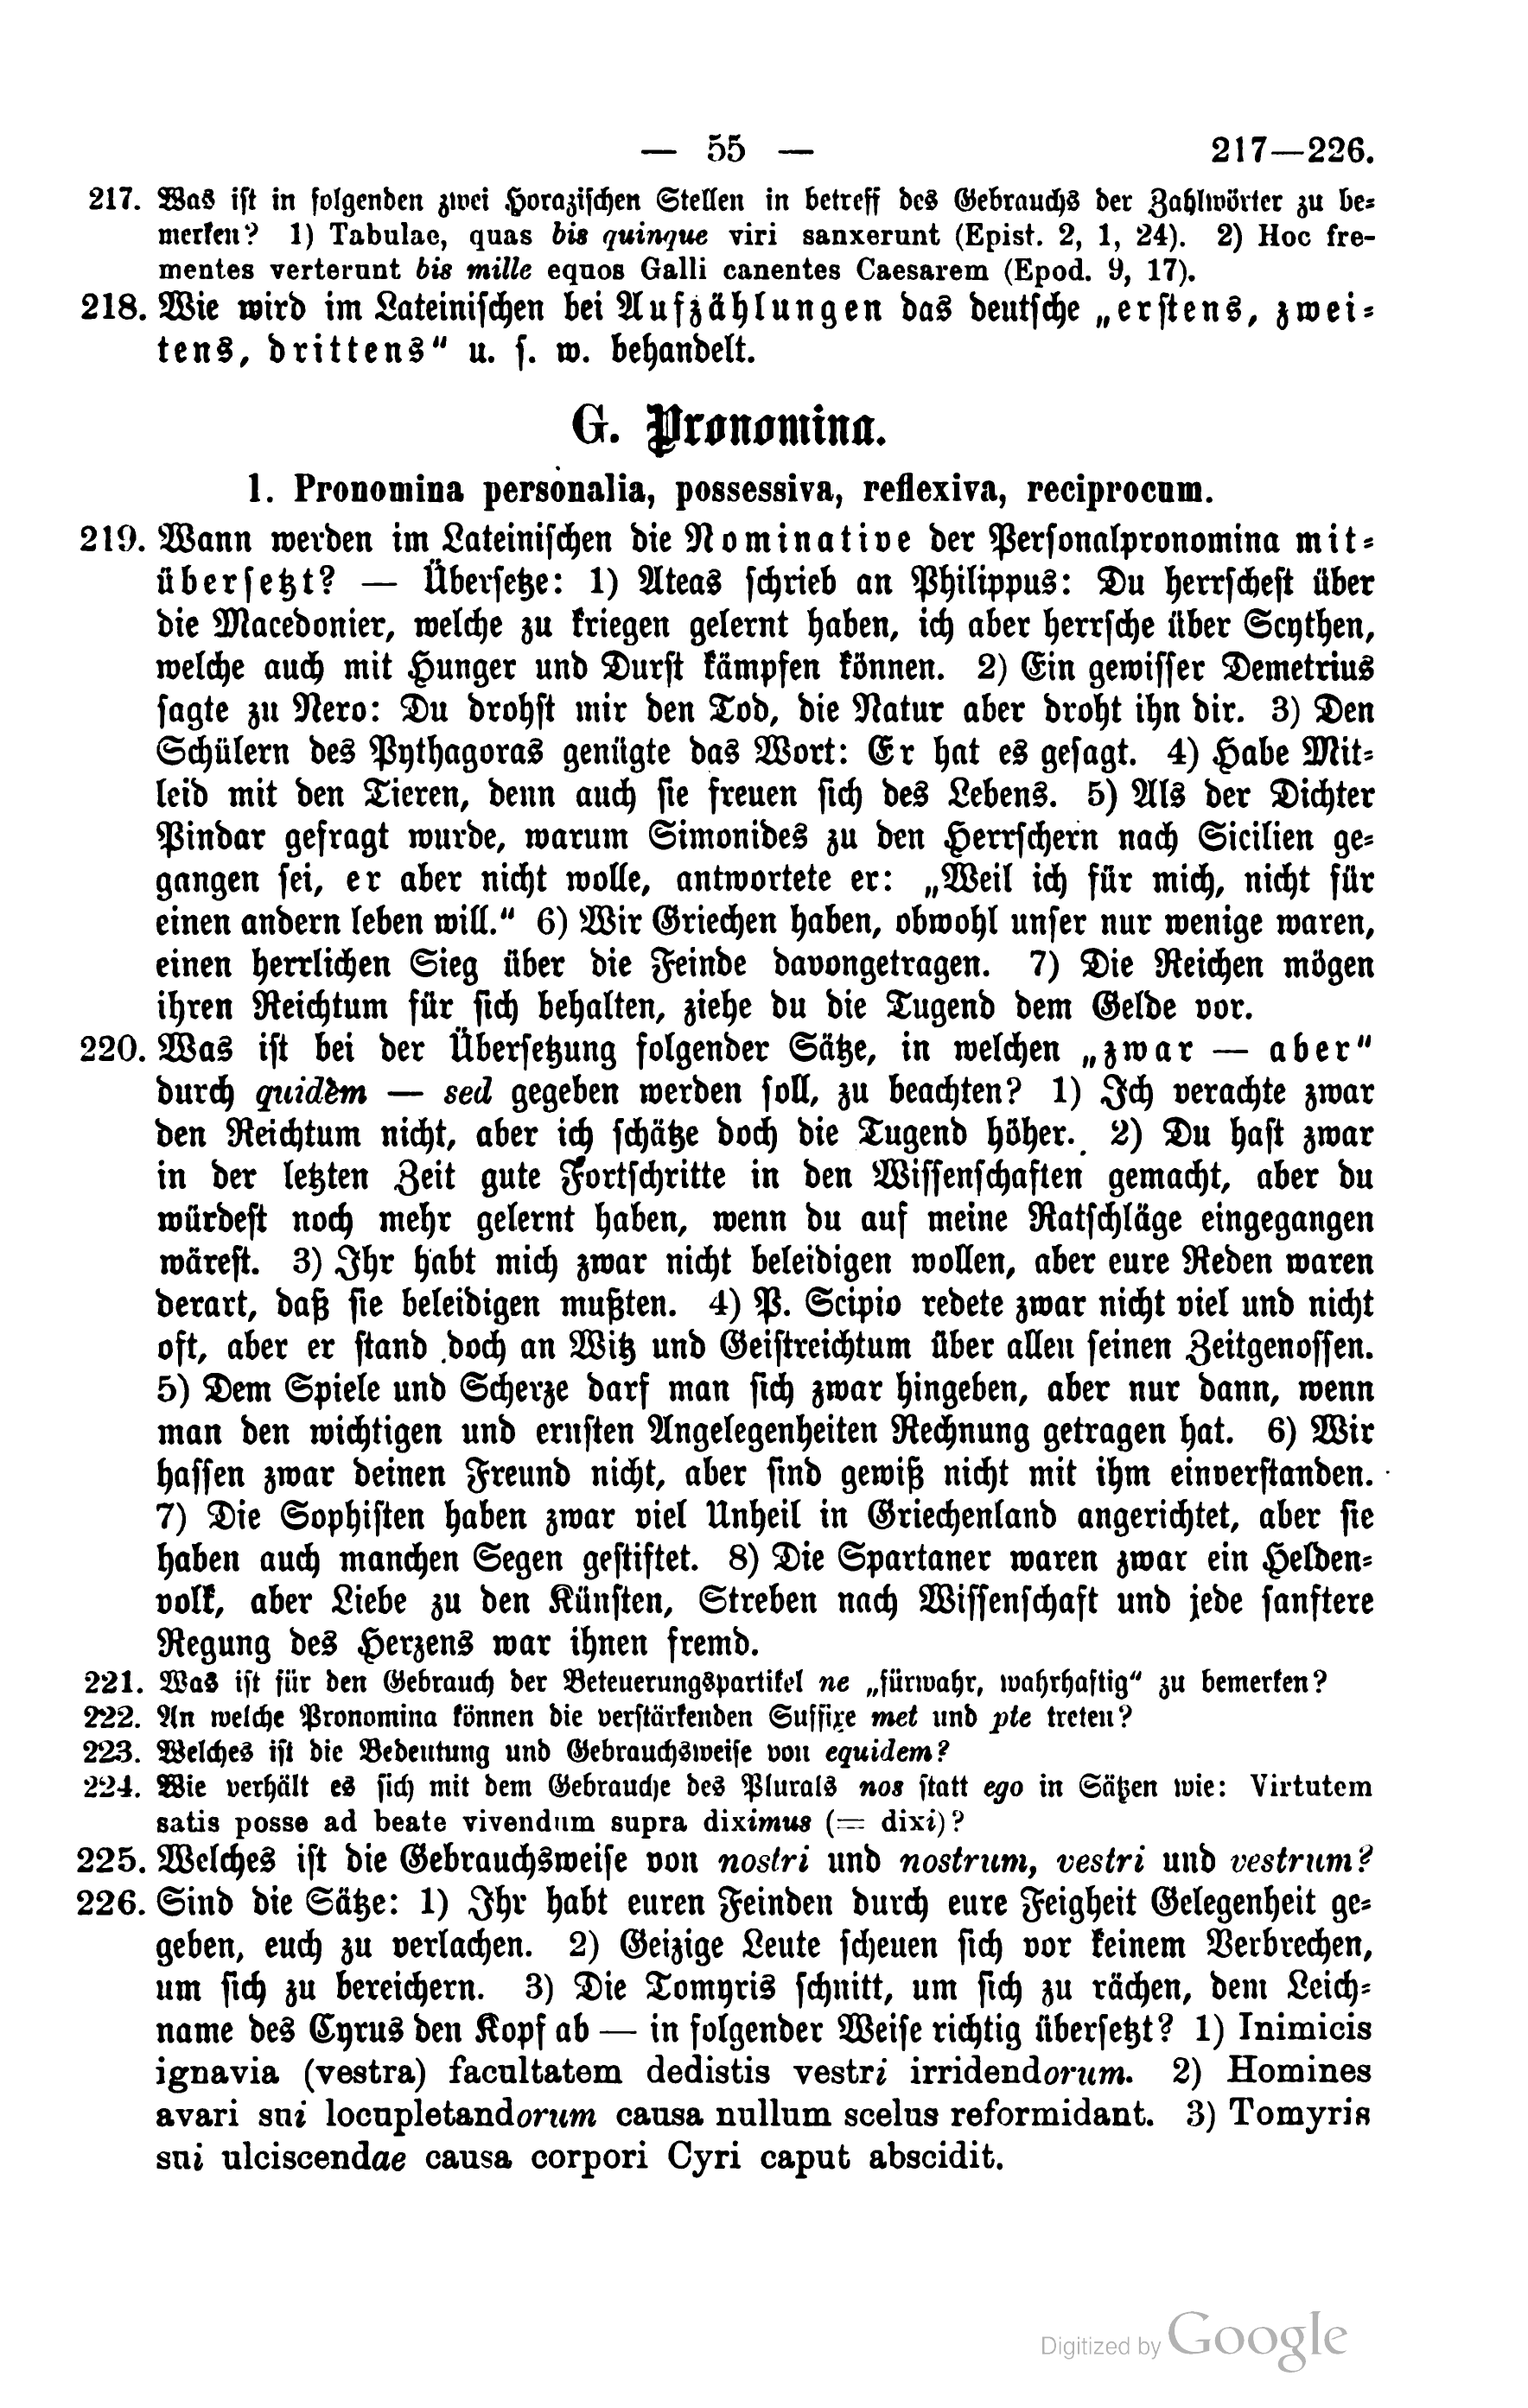 — 55 — 217—226.
217. Was ist in folgenden zwei Horazischen Stellen in betreff des Gebrauchs der Zahlwörter zu be-
merken? 1) Tabulae, quas bis quinque viri sanxerunt (Epist. 2, 1, 24). 2) Hoc fre-
mentes verterunt bis mille equos Galli canentes Caesarem (Epod. 9, 17).
218. Wie wird im Lateinischen bei Aufzählungen das deutsche „erstens, zwei-
tens, drittens" u. s. w. behandelt.
G. Pronomina.
1. Pronomina personalia, possessiva, reflexiva, reciprocum.
219. Wann werden im Lateinischen die Nominative der Personalpronomina mit-
übersetzt? — Übersetze: 1) Ateas schrieb an Philippus: Du herrschest über
die Macedonier, welche zu kriegen gelernt haben, ich aber herrsche über Scythen,
welche auch mit Hunger und Durst kämpfen können. 2) Ein gewisser Demetrius
sagte zu Nero: Du drohst mir den Tod, die Natur aber droht ihn dir. 3) Den
Schülern des Pythagoras genügte das Wort: Er hat es gesagt. 4) Habe Mit-
leid mit den Tieren, denn auch sie freuen sich des Lebens. 5) Als der Dichter
Pindar gefragt wurde, warum Simonides zu den Herrschern nach Sicilien ge-
gangen sei, er aber nicht wolle, antwortete er: „Weil ich für mich, nicht für
einen andern leben will." 6) Wir Griechen haben, obwohl unser nur wenige waren,
einen herrlichen Sieg über die Feinde davongetragen. 7) Die Reichen mögen
ihren Reichtum für sich behalten, ziehe du die Tugend dem Gelde vor.
220. Was ist bei der Übersetzung folgender Sätze, in welchen „zwar — aber"
durch quidem — sed gegeben werden soll, zu beachten? 1) Ich verachte zwar
den Reichtum nicht, aber ich schätze doch die Tugend höher. 2) Du hast zwar
in der letzten Zeit gute Fortschritte in den Wissenschaften gemacht, aber du
würdest noch mehr gelernt haben, wenn du auf meine Ratschläge eingegangen
wärest. 3) Ihr habt mich zwar nicht beleidigen wollen, aber eure Reden waren
derart, daß sie beleidigen mußten. 4) P. Scipio redete zwar nicht viel und nicht
oft, aber er stand doch an Witz und Geistreichtum über allen seinen Zeitgenossen.
5) Dem Spiele und Scherze darf man sich zwar hingeben, aber nur dann, wenn
man den wichtigen und ernsten Angelegenheiten Rechnung getragen hat. 6) Wir
hassen zwar deinen Freund nicht, aber sind gewiß nicht mit ihm einverstanden.
7) Die Sophisten haben zwar viel Unheil in Griechenland angerichtet, aber sie
haben auch manchen Segen gestiftet. 8) Die Spartaner waren zwar ein Helden-
volk, aber Liebe zu den Künsten, Streben nach Wissenschaft und jede sanftere
Regung des Herzens war ihnen fremd.
221. Was ist für den Gebrauch der Beteuerungspartikel ne „fürwahr, wahrhaftig" zu bemerken?
222. An welche Pronomina können die verstärkenden Suffixe met und pte treten?
223. Welches ist die Bedeutung und Gebrauchsweise von equidem?
224. Wie verhält es sich mit dem Gebrauche des Plurals nos statt ego in Sätzen wie: Virtutem
satis posse ad beate vivendum supra diximus (= dixi)?
225. Welches ist die Gebrauchsweise von nostri und nostrum, vestri und vestrum?
226. Sind die Sätze: 1) Ihr habt euren Feinden durch eure Feigheit Gelegenheit ge-
geben, euch zu verlachen. 2) Geizige Leute scheuen sich vor keinem Verbrechen,
um sich zu bereichern. 3) Die Tomyris schnitt, um sich zu rächen, dem Leich-
name des Cyrus den Kopf ab — in folgender Weise richtig übersetzt? 1) Inimicis
ignavia (vestra) facultatem dedistis vestri irridendorum. 2) Homines
avari sui locupletandorum causa nullum scelus reformidant. 3) Tomyris
sui ulciscendae causa corpori Cyri caput abscidit.
Digitized by Google